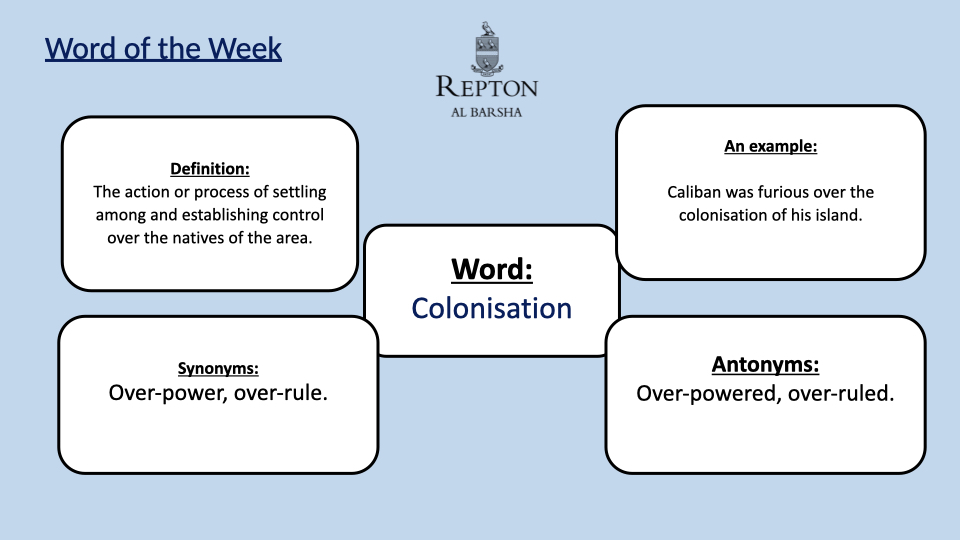 Word of the Week
REPTON
AL BARSHA
Definition:
The action or process of settling
among and establishing control
over the natives of the area.
An example:
Caliban was furious over the
colonisation of his island.
Word:
Colonisation
Synonyms:
Over-power, over-rule.
Antonyms:
Over-powered, over-ruled.